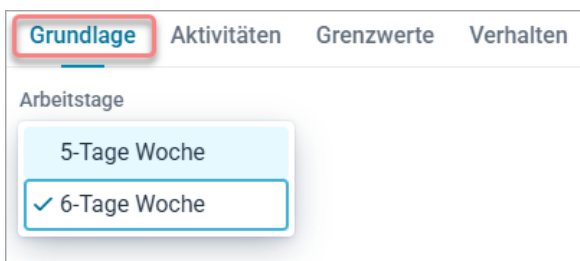 Grundlage Aktivitäten Grenzwerte Verhalten
Arbeitstage
5-Tage Woche
6-Tage Woche